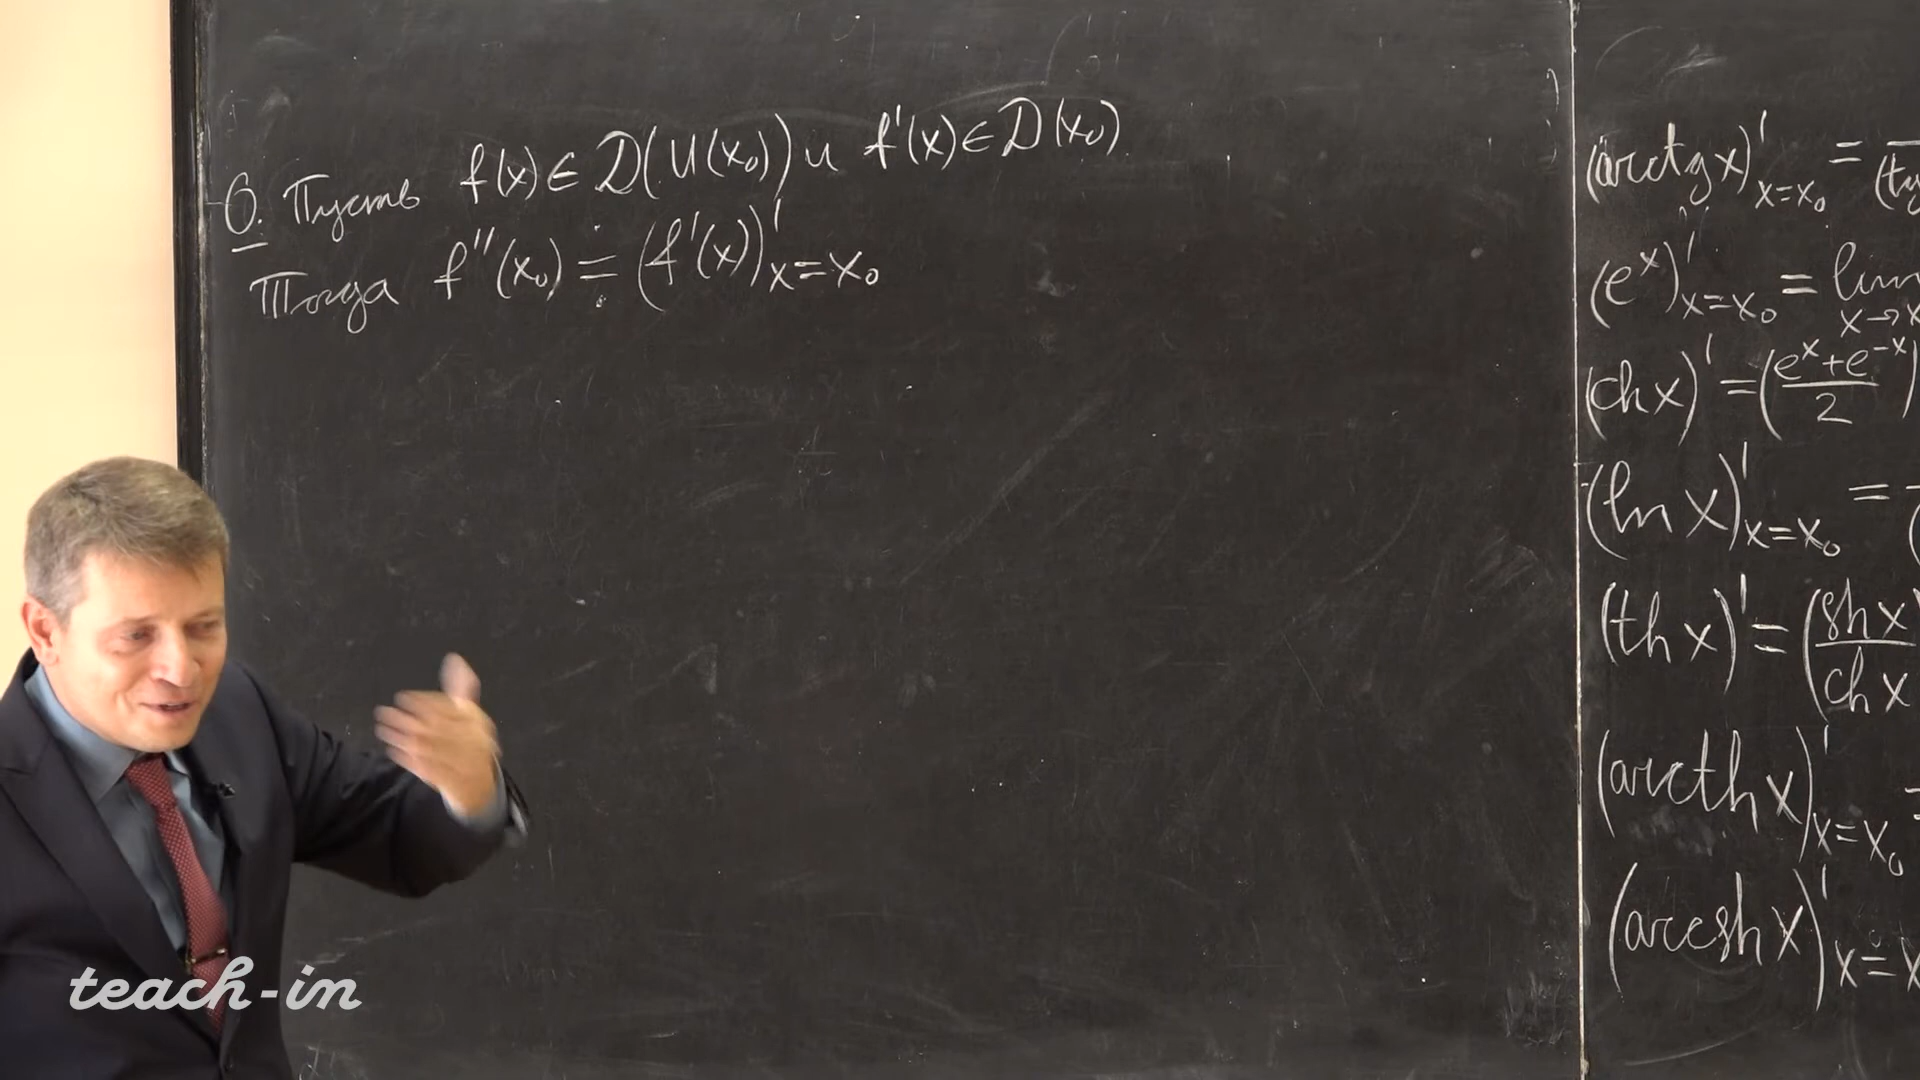 6. Пусть f(x) ∈ D(U(x₀)) и f'(x) ∈ D(x₀)
Тогда f''(x₀) ≑ (f'(x))'ₓ₌ₓ₀
(arctg x)'ₓ₌ₓ₀ =
(eˣ)'ₓ₌ₓ₀ = lim x→x
(ch x)' = ((eˣ+e⁻ˣ)/2)
(ln x)'ₓ₌ₓ₀ =
(th x)' = (sh x/ch x
(arcth x)'ₓ₌ₓ₀ =
(arcsh x)'ₓ₌ₓ
teach-in